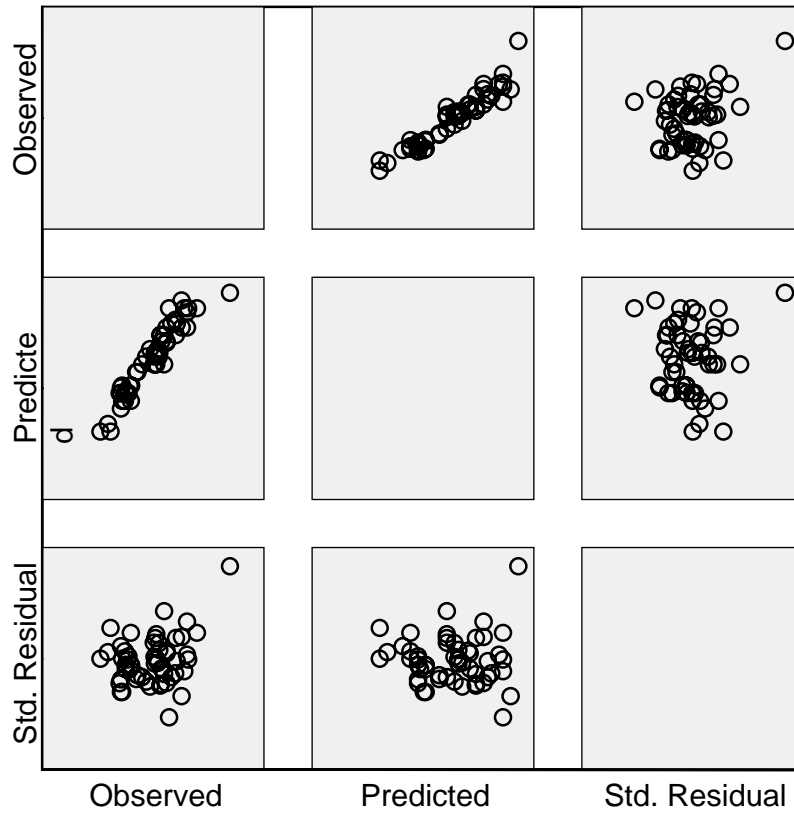 Observed
Predicte
d
Std. Residual
Observed
Predicted
Std. Residual